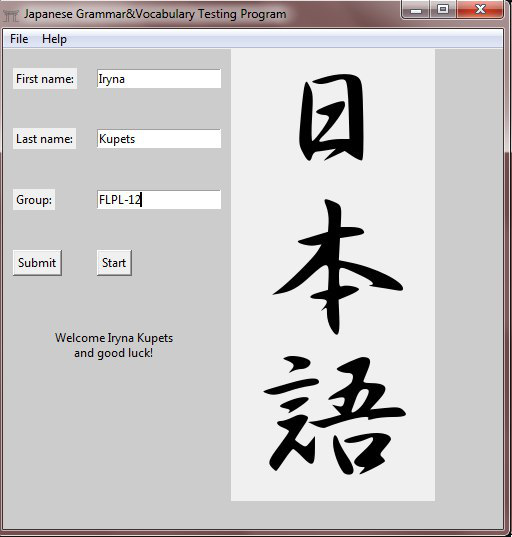 Japanese Grammar&Vocabulary Testing Program
File Help
First name: Iryna
Last name: Kupets
Group: FLPL-12
Submit Start
Welcome Iryna Kupets
and good luck!
日
本
語